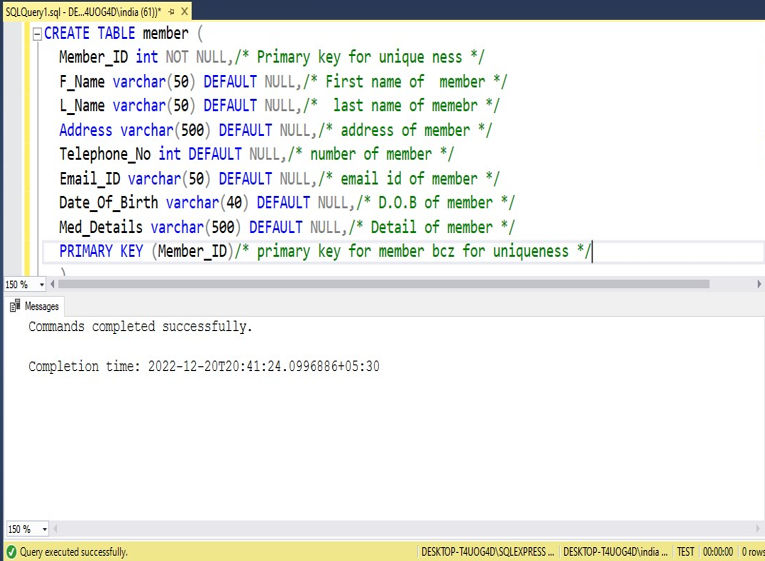 SQLQuery1.sql - DE...4UOG4D\india (61))* ✕
CREATE TABLE member (
Member_ID int NOT NULL,/* Primary key for unique ness */
F_Name varchar(50) DEFAULT NULL,/* First name of  member */
L_Name varchar(50) DEFAULT NULL,/*  last name of memebr */
Address varchar(500) DEFAULT NULL,/* address of member */
Telephone_No int DEFAULT NULL,/* number of member */
Email_ID varchar(50) DEFAULT NULL,/* email id of member */
Date_Of_Birth varchar(40) DEFAULT NULL,/* D.O.B of member */
Med_Details varchar(500) DEFAULT NULL,/* Detail of member */
PRIMARY KEY (Member_ID)/* primary key for member bcz for uniqueness */
)
150 %
Messages
Commands completed successfully.
Completion time: 2022-12-20T20:41:24.0996886+05:30
150 %
Query executed successfully. DESKTOP-T4UOG4D\SQLEXPRESS ... DESKTOP-T4UOG4D\india ... TEST 00:00:00 0 rows